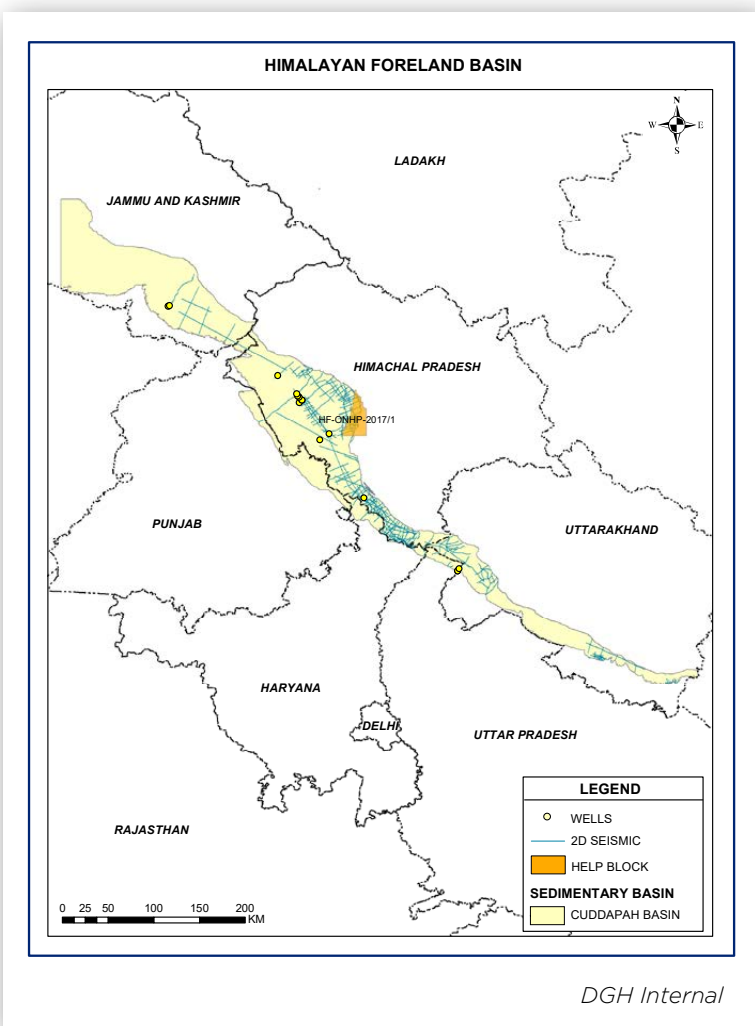 HIMALAYAN FORELAND BASIN
N
W E
S
LADAKH
JAMMU AND KASHMIR
HIMACHAL PRADESH
HF-ONHP-2017/1
PUNJAB
UTTARAKHAND
HARYANA
DELHI
UTTAR PRADESH
RAJASTHAN
LEGEND
WELLS
2D SEISMIC
HELP BLOCK
SEDIMENTARY BASIN
CUDDAPAH BASIN
0 25 50 100 150 200
KM
DGH Internal